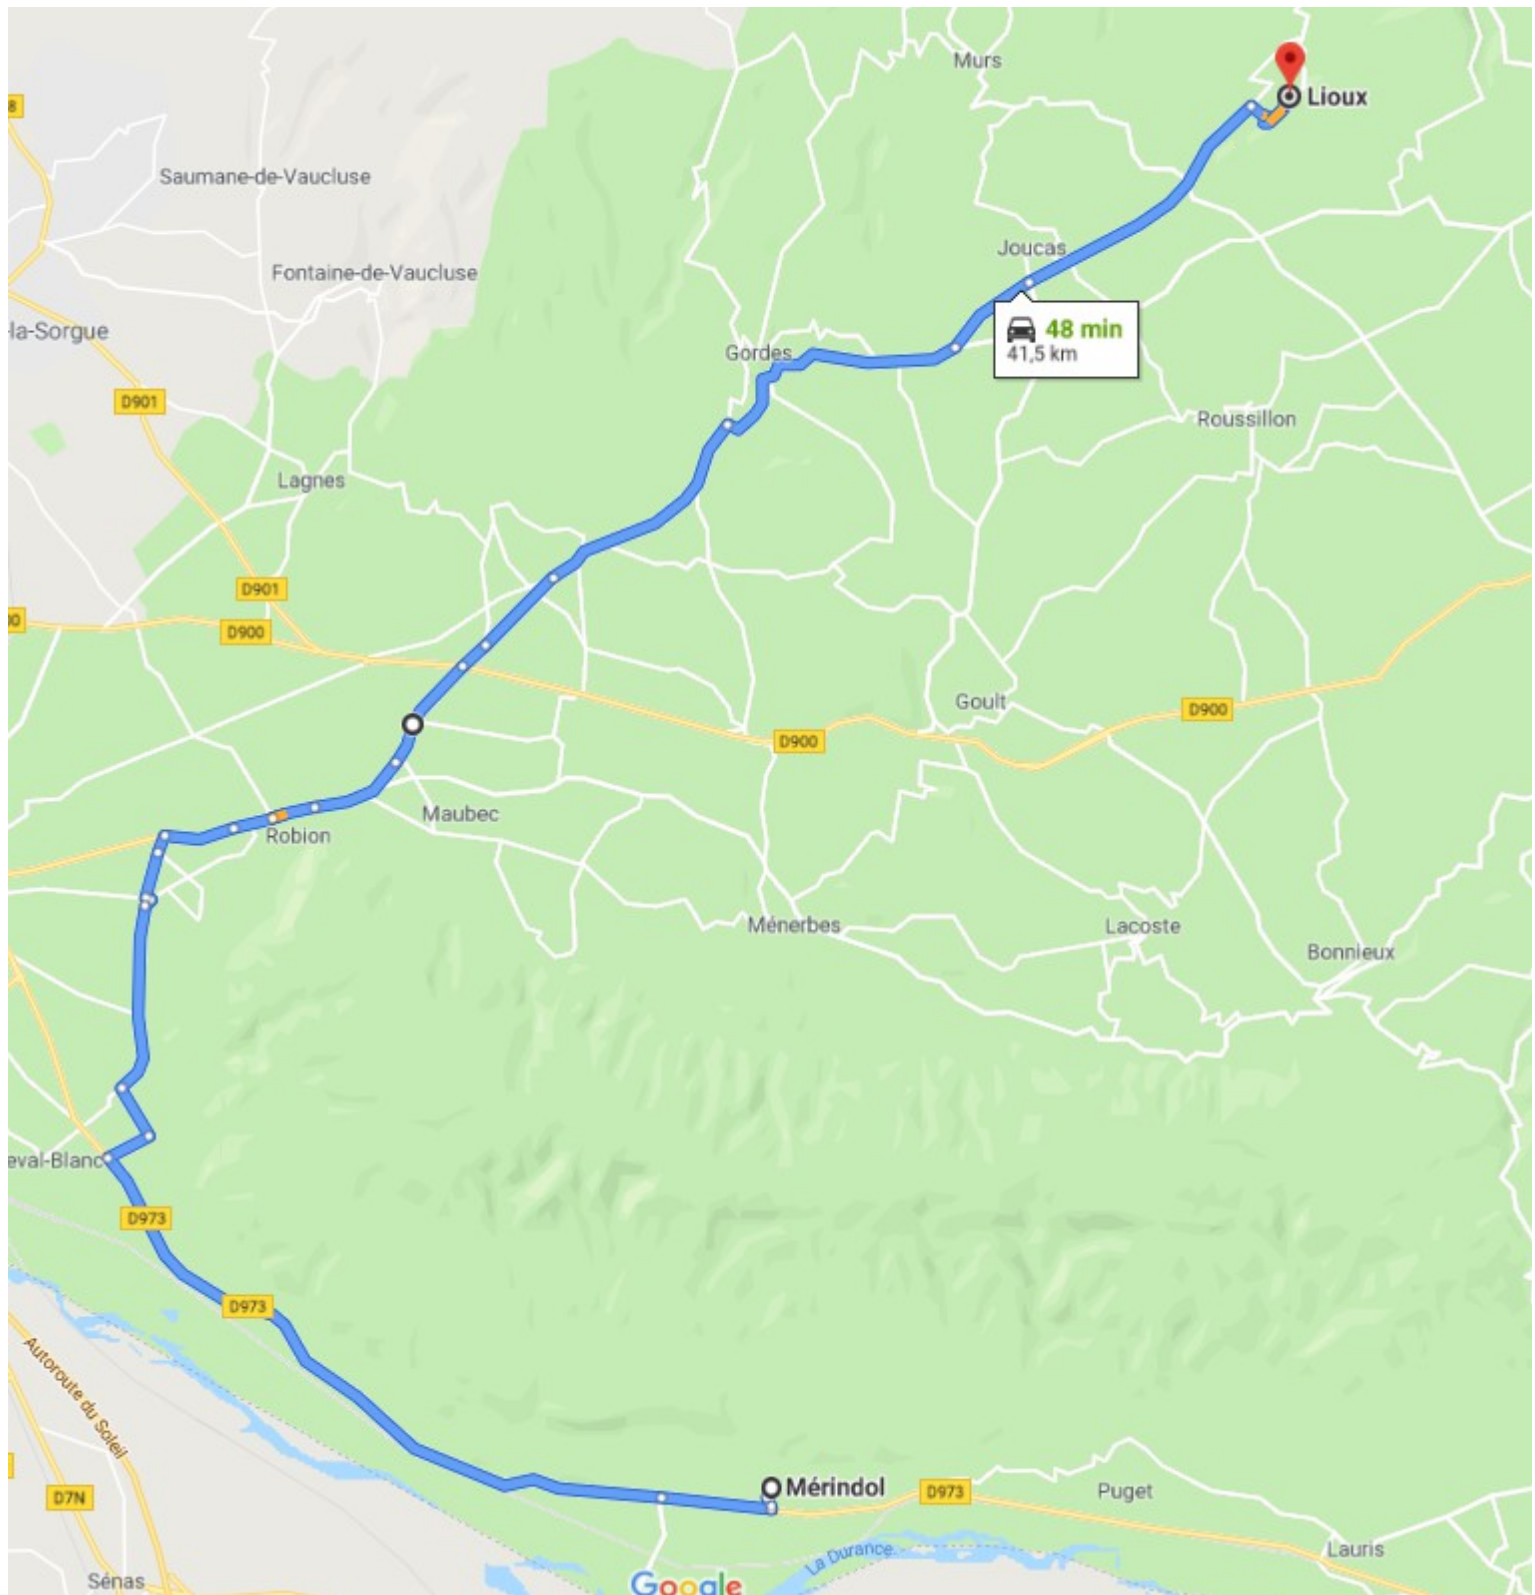 Murs
Lioux
8
Saumane-de-Vaucluse
Joucas
Fontaine-de-Vaucluse
-la-Sorgue
48 min
41,5 km
Gordes
D901
Roussillon
Lagnes
D901
00
D900
Goult
D900
D900
Maubec
Robion
Ménerbes
Lacoste
Bonnieux
eval-Blanc
D973
D973
Autoroute du Soleil
Mérindol
D973
Puget
D7N
La Durance
Lauris
Sénas
Google